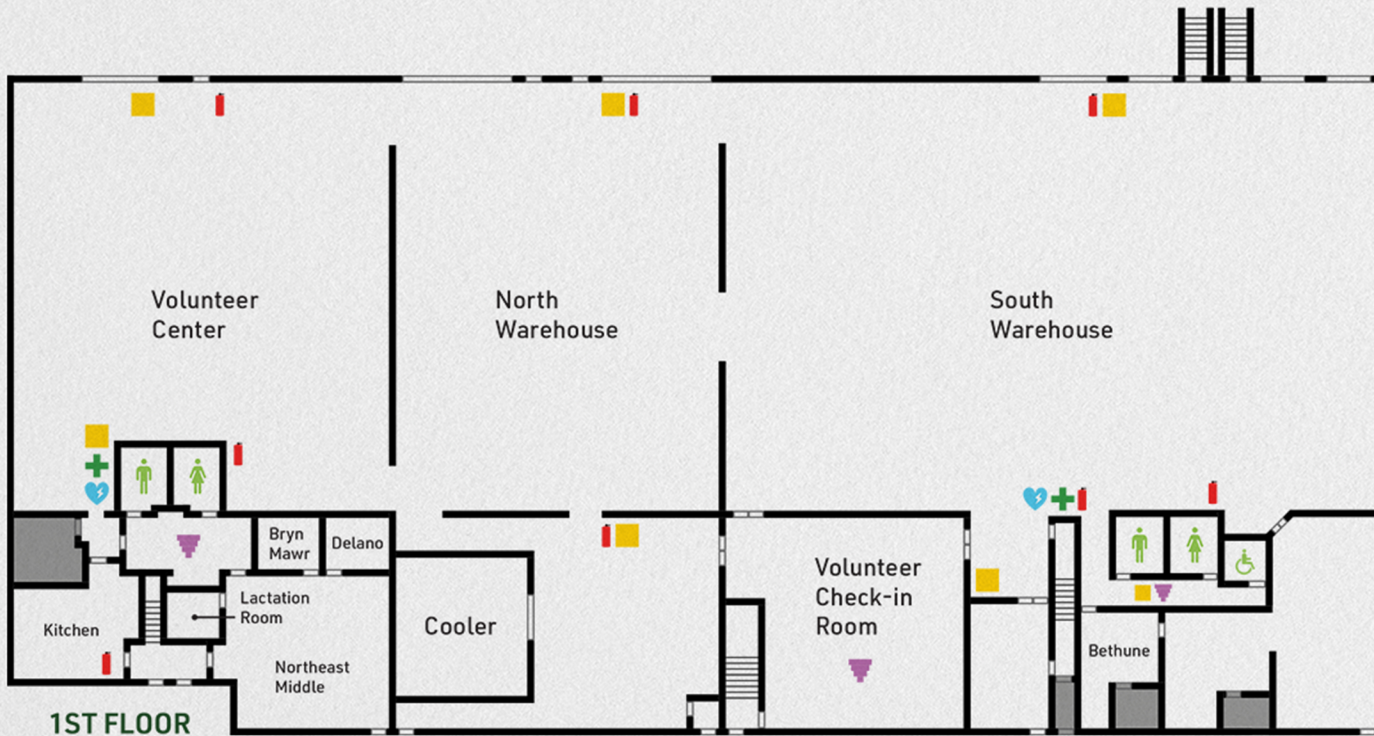 Volunteer
Center
North
Warehouse
South
Warehouse
Bryn
Mawr
Delano
Lactation
Room
Kitchen
Northeast
Middle
Cooler
Volunteer
Check-in
Room
Bethune
1ST FLOOR